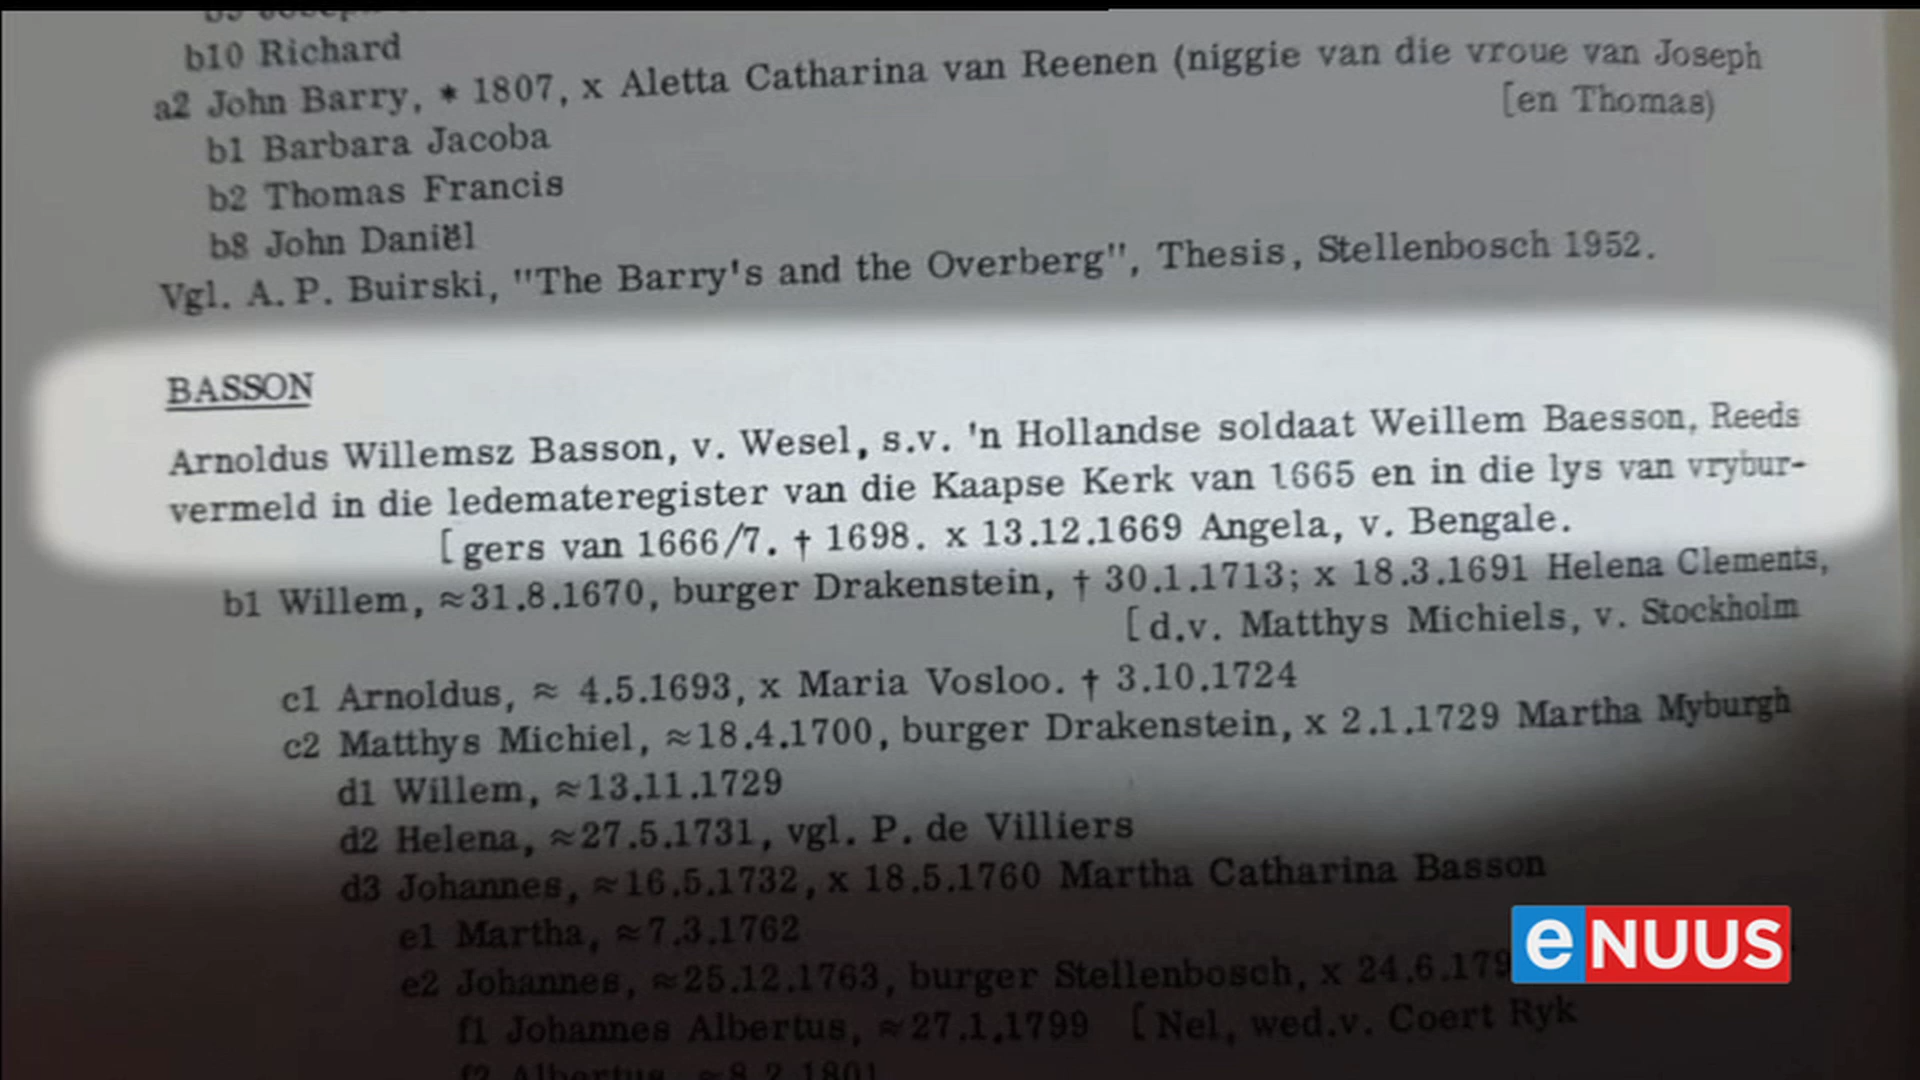 b10 Richard
a2 John Barry, * 1807, x Aletta Catharina van Reenen (niggie van die vroue van Joseph
[en Thomas)
b1 Barbara Jacoba
b2 Thomas Francis
b8 John Daniël
Vgl. A. P. Buirski, "The Barry's and the Overberg", Thesis, Stellenbosch 1952.
BASSON
Arnoldus Willemsz Basson, v. Wesel, s.v. 'n Hollandse soldaat Weillem Baesson, Reeds
vermeld in die ledemateregister van die Kaapse Kerk van 1665 en in die lys van vrybur-
[gers van 1666/7. † 1698. x 13.12.1669 Angela, v. Bengale.
b1 Willem, ≈31.8.1670, burger Drakenstein, † 30.1.1713; x 18.3.1691 Helena Clements,
[d.v. Matthys Michiels, v. Stockholm
c1 Arnoldus, ≈ 4.5.1693, x Maria Vosloo. † 3.10.1724
c2 Matthys Michiel, ≈18.4.1700, burger Drakenstein, x 2.1.1729 Martha Myburgh
d1 Willem, ≈13.11.1729
d2 Helena, ≈27.5.1731, vgl. P. de Villiers
d3 Johannes, ≈16.5.1732, x 18.5.1760 Martha Catharina Basson
e1 Martha, ≈7.3.1762
e2 Johannes, ≈25.12.1763, burger Stellenbosch, x 24.6.179
f1 Johannes Albertus, ≈27.1.1799 [Nel, wed.v. Coert Ryk
f2 Albertus, ≈8.2.1801
e NUUS